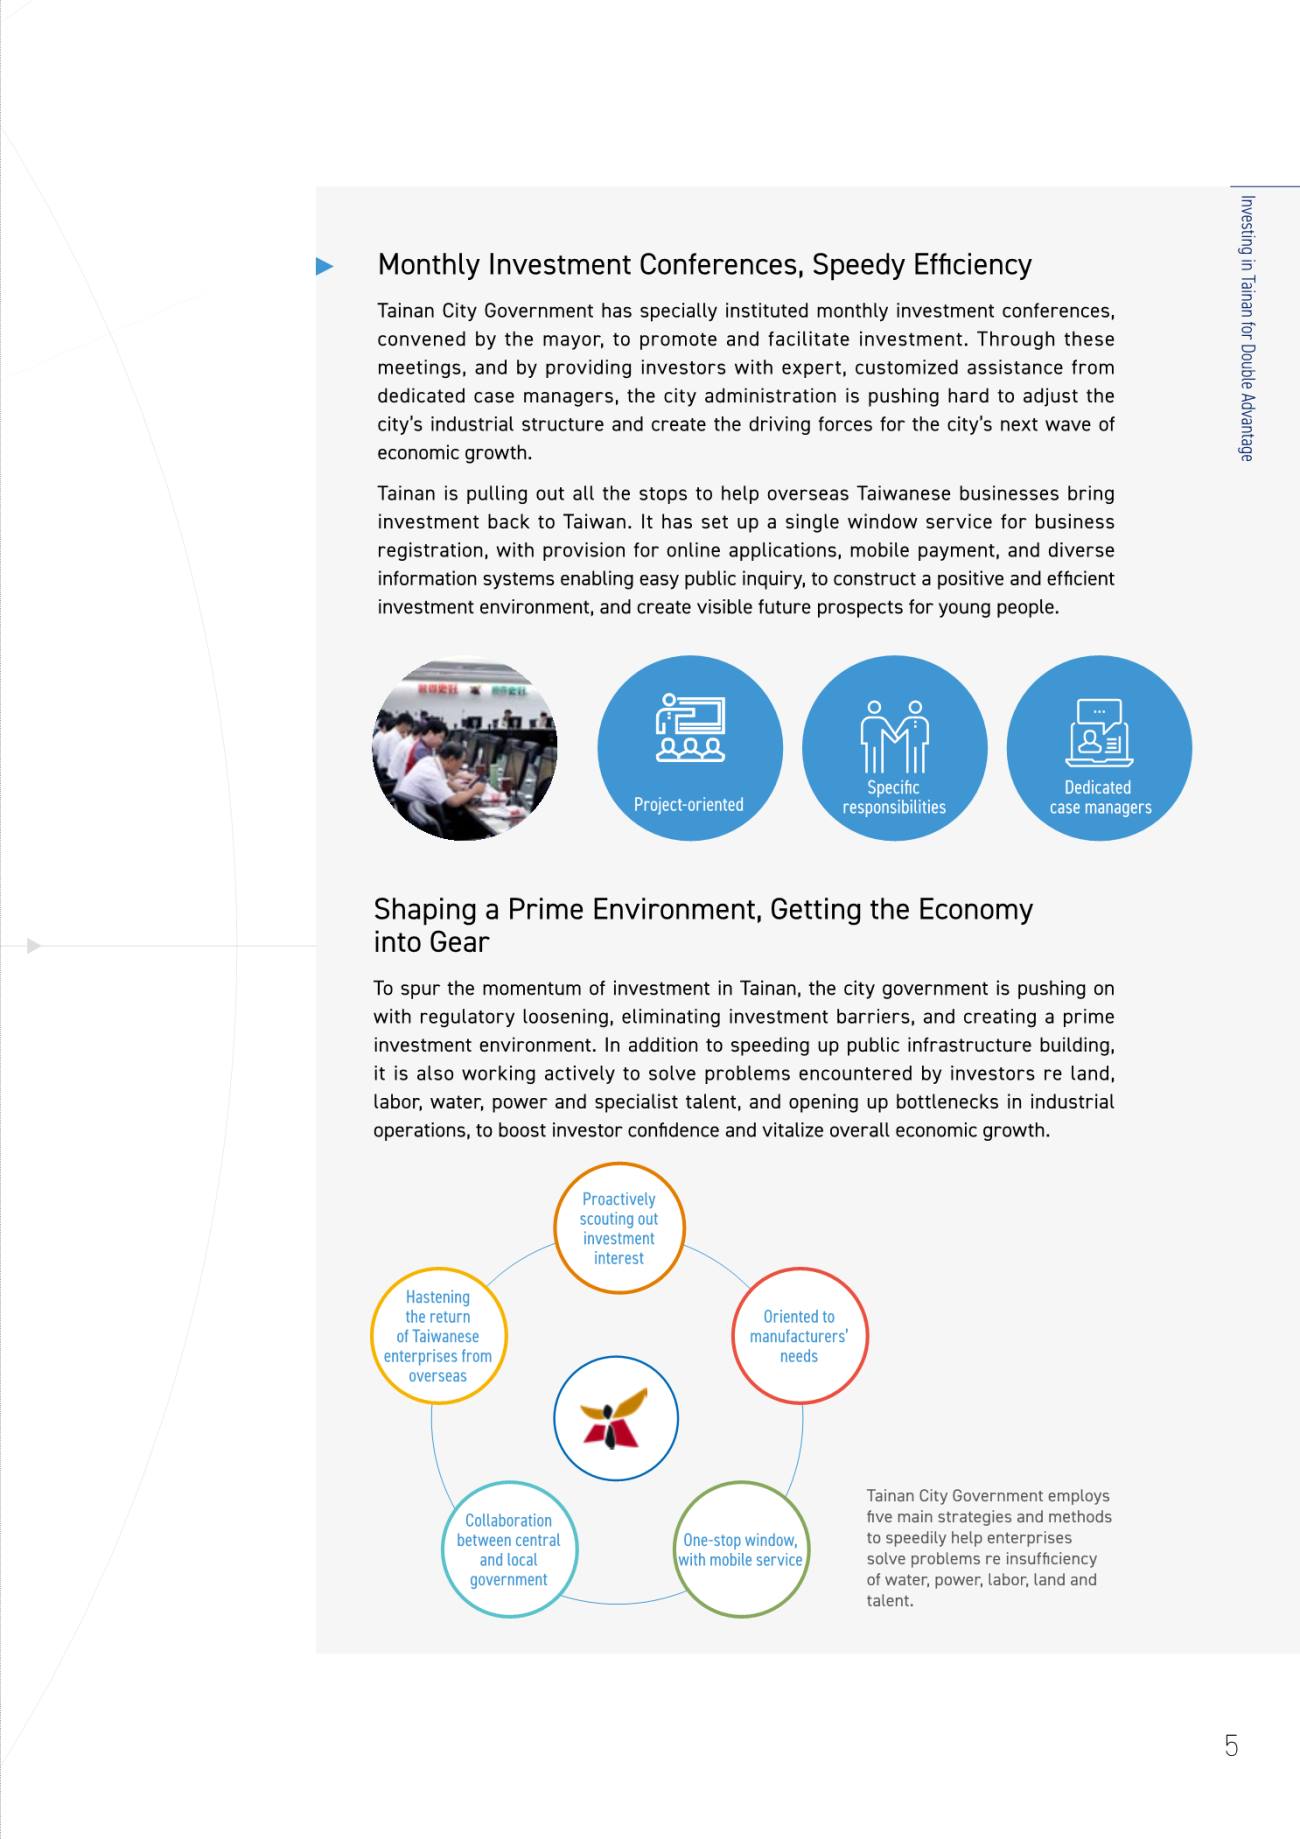 Investing in Tainan for Double Advantage
Monthly Investment Conferences, Speedy Efficiency
Tainan City Government has specially instituted monthly investment conferences,
convened by the mayor, to promote and facilitate investment. Through these
meetings, and by providing investors with expert, customized assistance from
dedicated case managers, the city administration is pushing hard to adjust the
city's industrial structure and create the driving forces for the city's next wave of
economic growth.
Tainan is pulling out all the stops to help overseas Taiwanese businesses bring
investment back to Taiwan. It has set up a single window service for business
registration, with provision for online applications, mobile payment, and diverse
information systems enabling easy public inquiry, to construct a positive and efficient
investment environment, and create visible future prospects for young people.
Project-oriented
Specific
responsibilities
Dedicated
case managers
Shaping a Prime Environment, Getting the Economy
into Gear
To spur the momentum of investment in Tainan, the city government is pushing on
with regulatory loosening, eliminating investment barriers, and creating a prime
investment environment. In addition to speeding up public infrastructure building,
it is also working actively to solve problems encountered by investors re land,
labor, water, power and specialist talent, and opening up bottlenecks in industrial
operations, to boost investor confidence and vitalize overall economic growth.
Proactively
scouting out
investment
interest
Hastening
the return
of Taiwanese
enterprises from
overseas
Oriented to
manufacturers'
needs
Collaboration
between central
and local
government
One-stop window,
with mobile service
Tainan City Government employs
five main strategies and methods
to speedily help enterprises
solve problems re insufficiency
of water, power, labor, land and
talent.
5